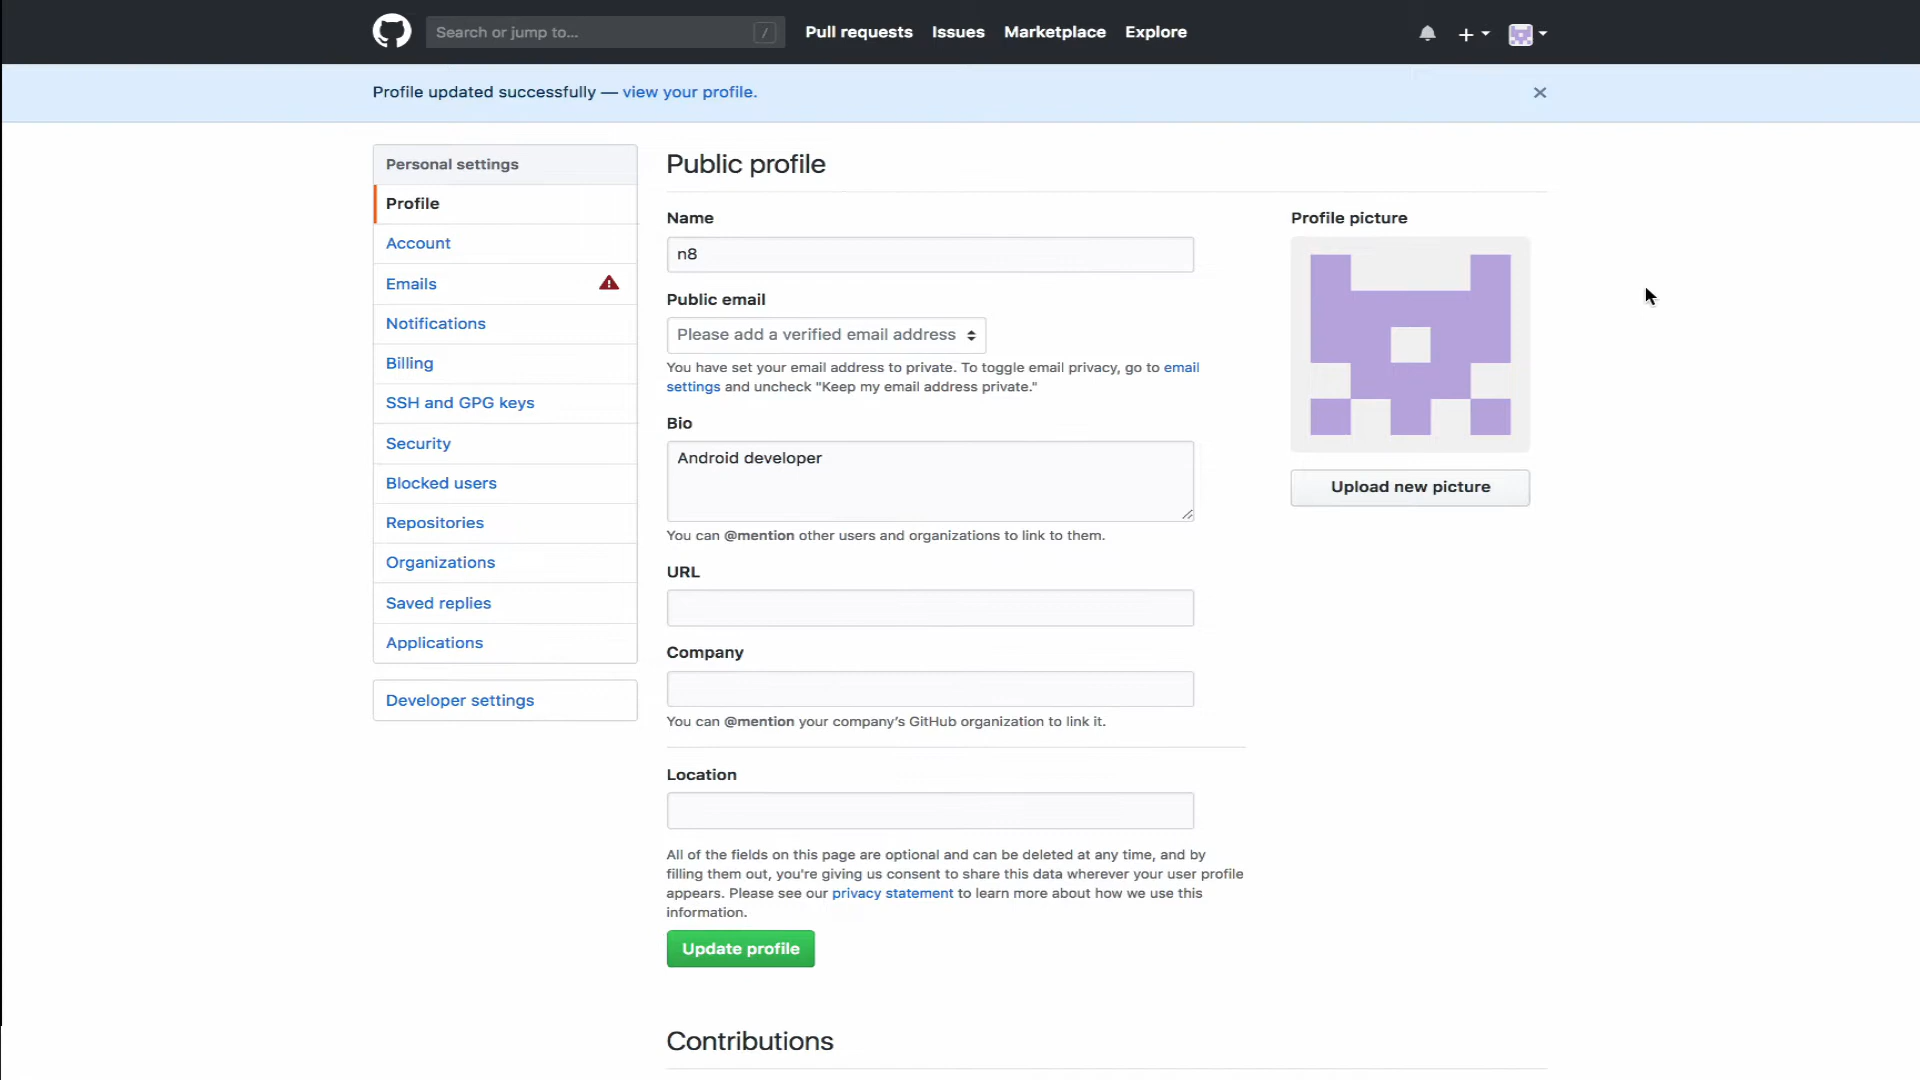 Search or jump to... /
Pull requests
Issues
Marketplace
Explore
Profile updated successfully — view your profile.
Personal settings
Profile
Account
Emails
Notifications
Billing
SSH and GPG keys
Security
Blocked users
Repositories
Organizations
Saved replies
Applications
Developer settings
Public profile
Name
n8
Public email
Please add a verified email address
You have set your email address to private. To toggle email privacy, go to email
settings and uncheck "Keep my email address private."
Bio
Android developer
You can @mention other users and organizations to link to them.
URL
Company
You can @mention your company's GitHub organization to link it.
Location
All of the fields on this page are optional and can be deleted at any time, and by
filling them out, you're giving us consent to share this data wherever your user profile
appears. Please see our privacy statement to learn more about how we use this
information.
Update profile
Profile picture
Upload new picture
Contributions